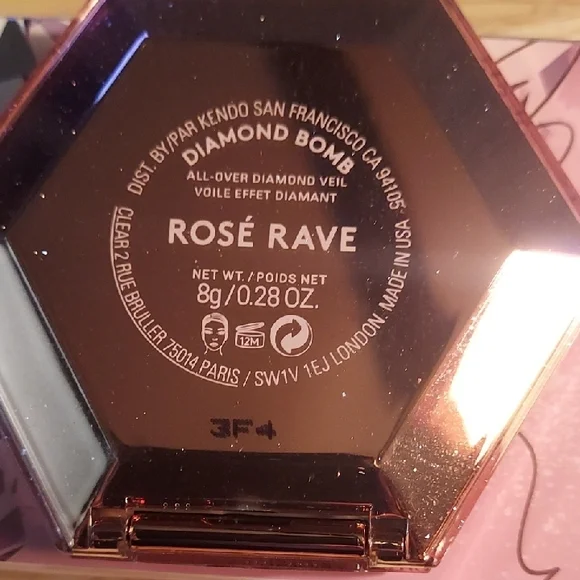 DIST. BY/PAR KENDO SAN FRANCISCO CA 94105·
DIAMOND BOMB
ALL-OVER DIAMOND VEIL
VOILE EFFET DIAMANT
ROSÉ RAVE
NET WT. / POIDS NET
8g/0.28 OZ.
12M
CLEAR 2 RUE BRULLER 75014 PARIS / SW1V 1EJ LONDON· MADE IN USA
3F4